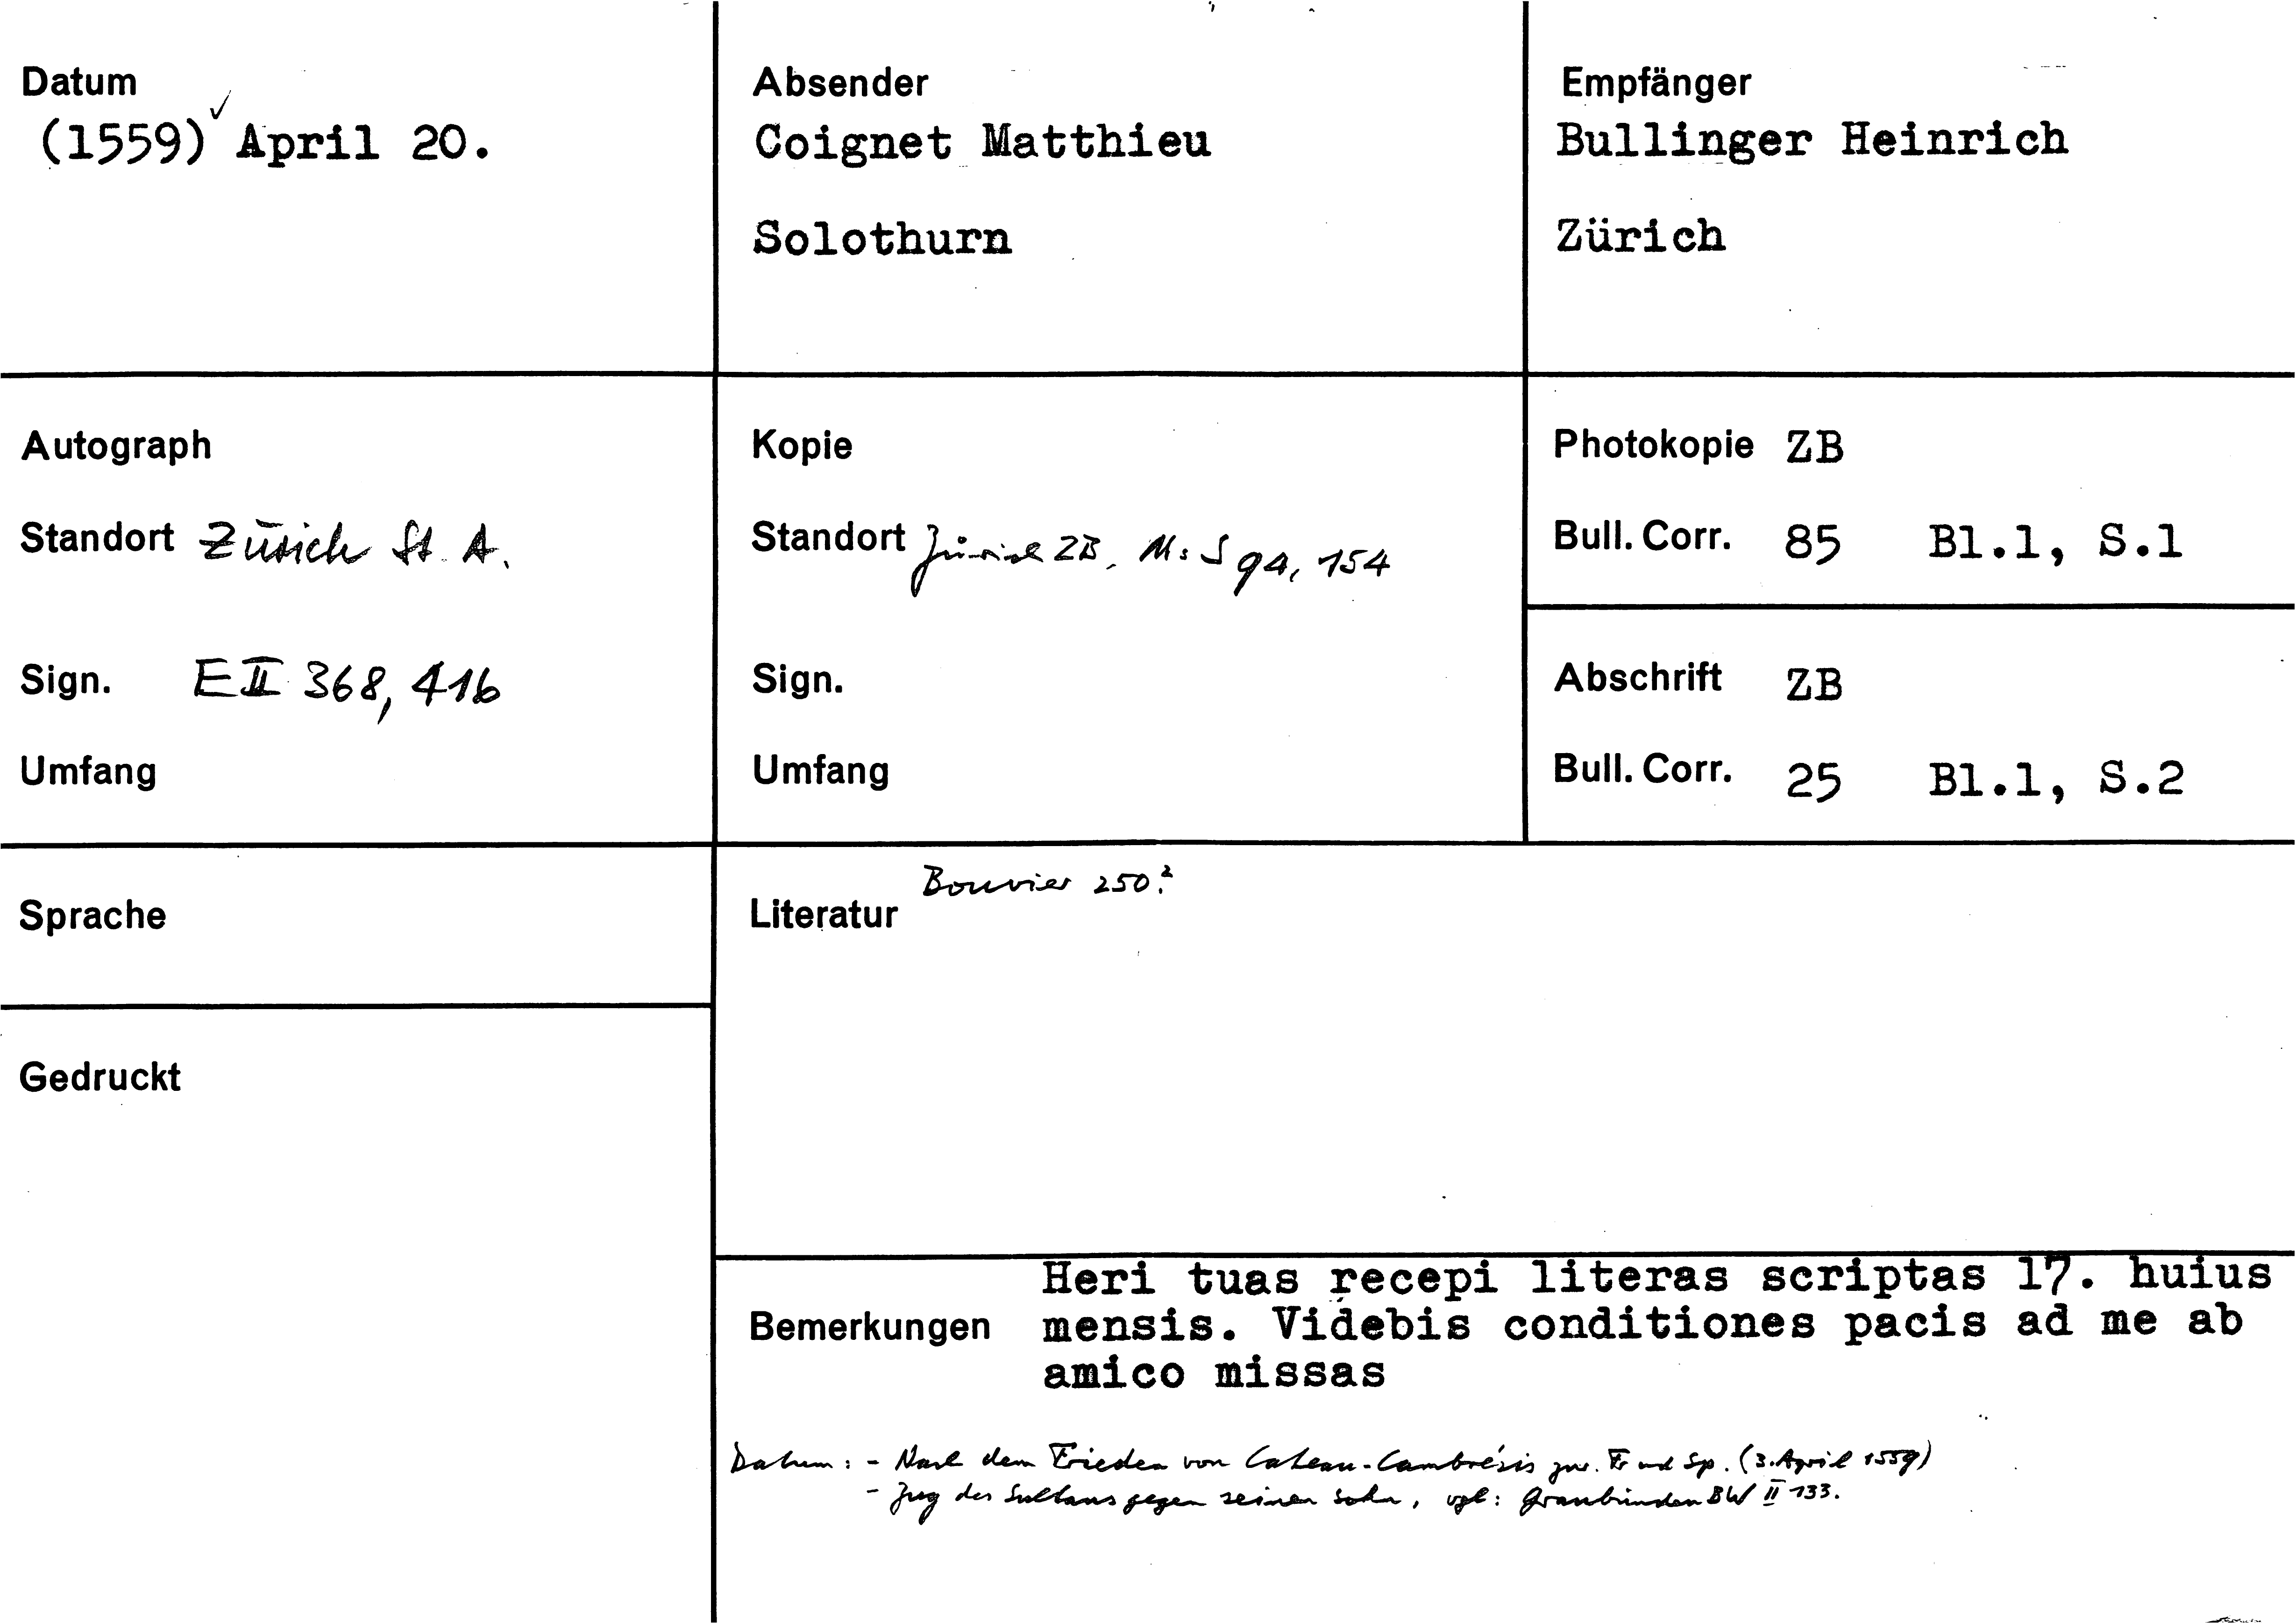 Datum
(1559) ✓ April 20.
Absender
Coignet Matthieu
Solothurn
Empfänger
Bullinger Heinrich
Zürich
Autograph
Standort Zürich St. A.
Sign. E II 368, 416
Umfang
Kopie
Standort Zürich ZB, Ms S 94, 154
Sign.
Umfang
Photokopie ZB
Bull. Corr. 85 Bl.1, S.1
Abschrift ZB
Bull. Corr. 25 Bl.1, S.2
Sprache
Gedruckt
Literatur Bouvier 250.²
Bemerkungen
Heri tuas recepi literas scriptas 17. huius
mensis. Videbis conditiones pacis ad me ab
amico missas
Datum: - Nach dem Frieden von Cateau-Cambrésis zw. Fr und Sp. (3. April 1559)
- Zug des Sultans gegen seinen Sohn, vgl: Graubünden BW II 133.